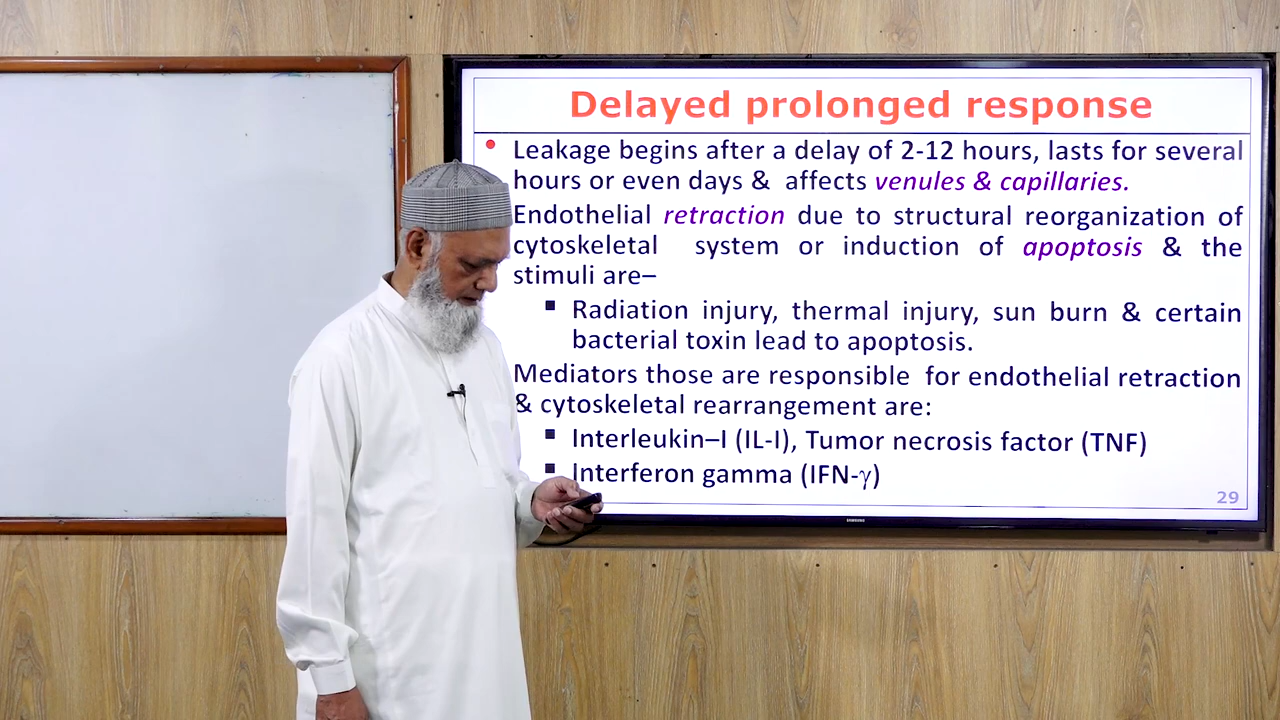 Delayed prolonged response
Leakage begins after a delay of 2-12 hours, lasts for several
hours or even days & affects venules & capillaries.
Endothelial retraction due to structural reorganization of
cytoskeletal system or induction of apoptosis & the
stimuli are–
Radiation injury, thermal injury, sun burn & certain
bacterial toxin lead to apoptosis.
Mediators those are responsible for endothelial retraction
& cytoskeletal rearrangement are:
Interleukin–I (IL-I), Tumor necrosis factor (TNF)
Interferon gamma (IFN-γ)
29
SAMSUNG